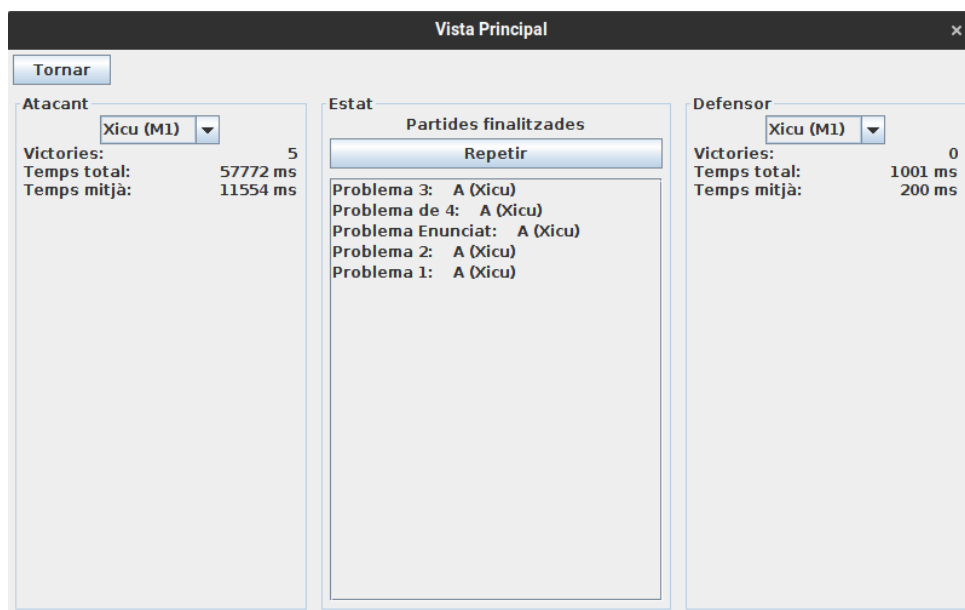 Vista Principal
×
Tornar
Atacant
Xicu (M1)
Victories: 5
Temps total: 57772 ms
Temps mitjà: 11554 ms
Estat
Partides finalitzades
Repetir
Problema 3: A (Xicu)
Problema de 4: A (Xicu)
Problema Enunciat: A (Xicu)
Problema 2: A (Xicu)
Problema 1: A (Xicu)
Defensor
Xicu (M1)
Victories: 0
Temps total: 1001 ms
Temps mitjà: 200 ms